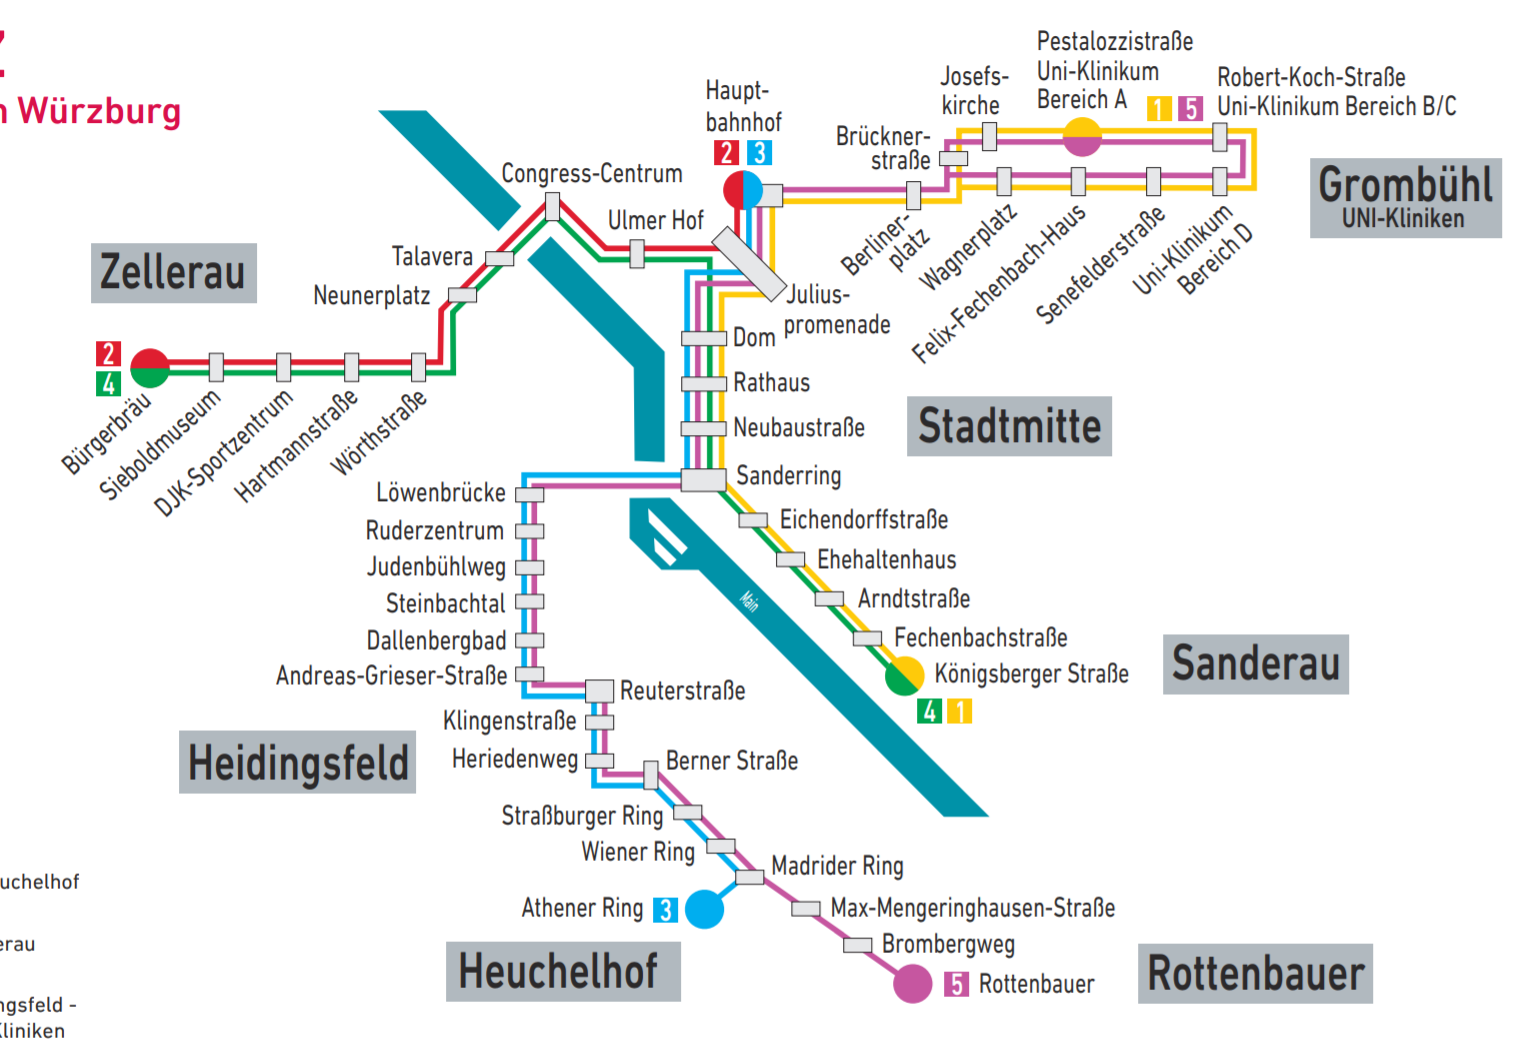 Z
n Würzburg
Pestalozzistraße
Uni-Klinikum
Bereich A
1 5
Josefs-
kirche
Robert-Koch-Straße
Uni-Klinikum Bereich B/C
Haupt-
bahnhof
2 3
Brückner-
straße
Congress-Centrum
Ulmer Hof
Grombühl
UNI-Kliniken
Berliner-
platz
Wagnerplatz
Felix-Fechenbach-Haus
Senefelderstraße
Uni-Klinikum
Bereich D
Talavera
Zellerau
Neunerplatz
Julius-
promenade
2
4
Bürgerbräu
Sieboldmuseum
DJK-Sportzentrum
Hartmannstraße
Wörthstraße
Dom
Rathaus
Neubaustraße
Stadtmitte
Sanderring
Löwenbrücke
Ruderzentrum
Judenbühlweg
Steinbachtal
Dallenbergbad
Andreas-Grieser-Straße
Eichendorffstraße
Ehehaltenhaus
Arndtstraße
Fechenbachstraße
Königsberger Straße
4 1
Main
Sanderau
Reuterstraße
Klingenstraße
Heriedenweg
Heidingsfeld
Berner Straße
Straßburger Ring
Wiener Ring
Madrider Ring
Athener Ring 3
Max-Mengeringhausen-Straße
Brombergweg
5 Rottenbauer
Heuchelhof
Rottenbauer
euchelhof
erau
ngsfeld -
Kliniken